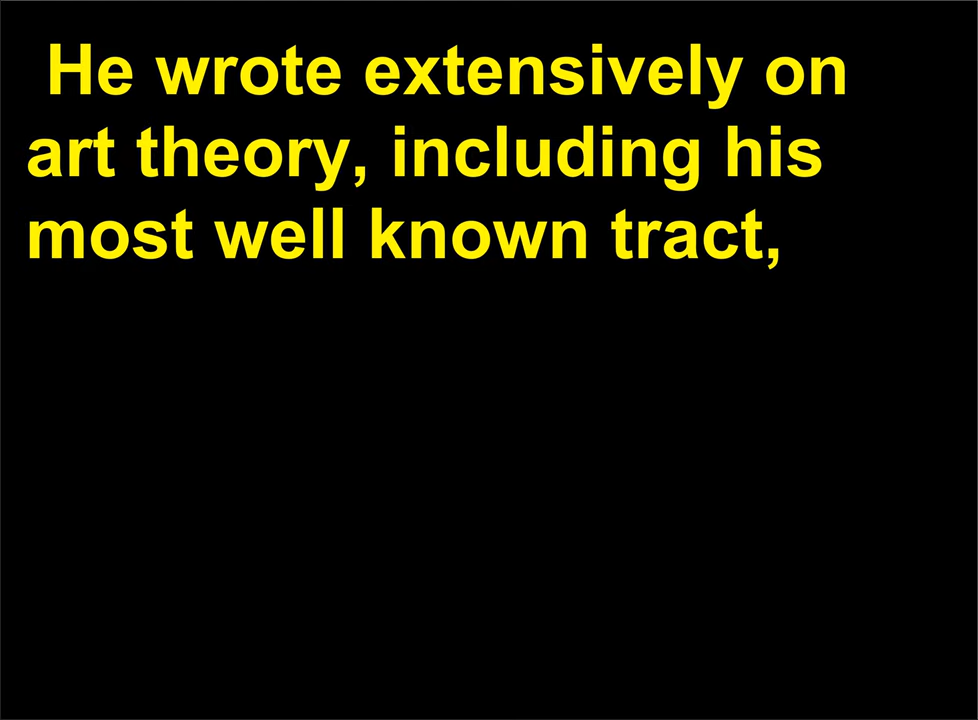 He wrote extensively on
art theory, including his
most well known tract,